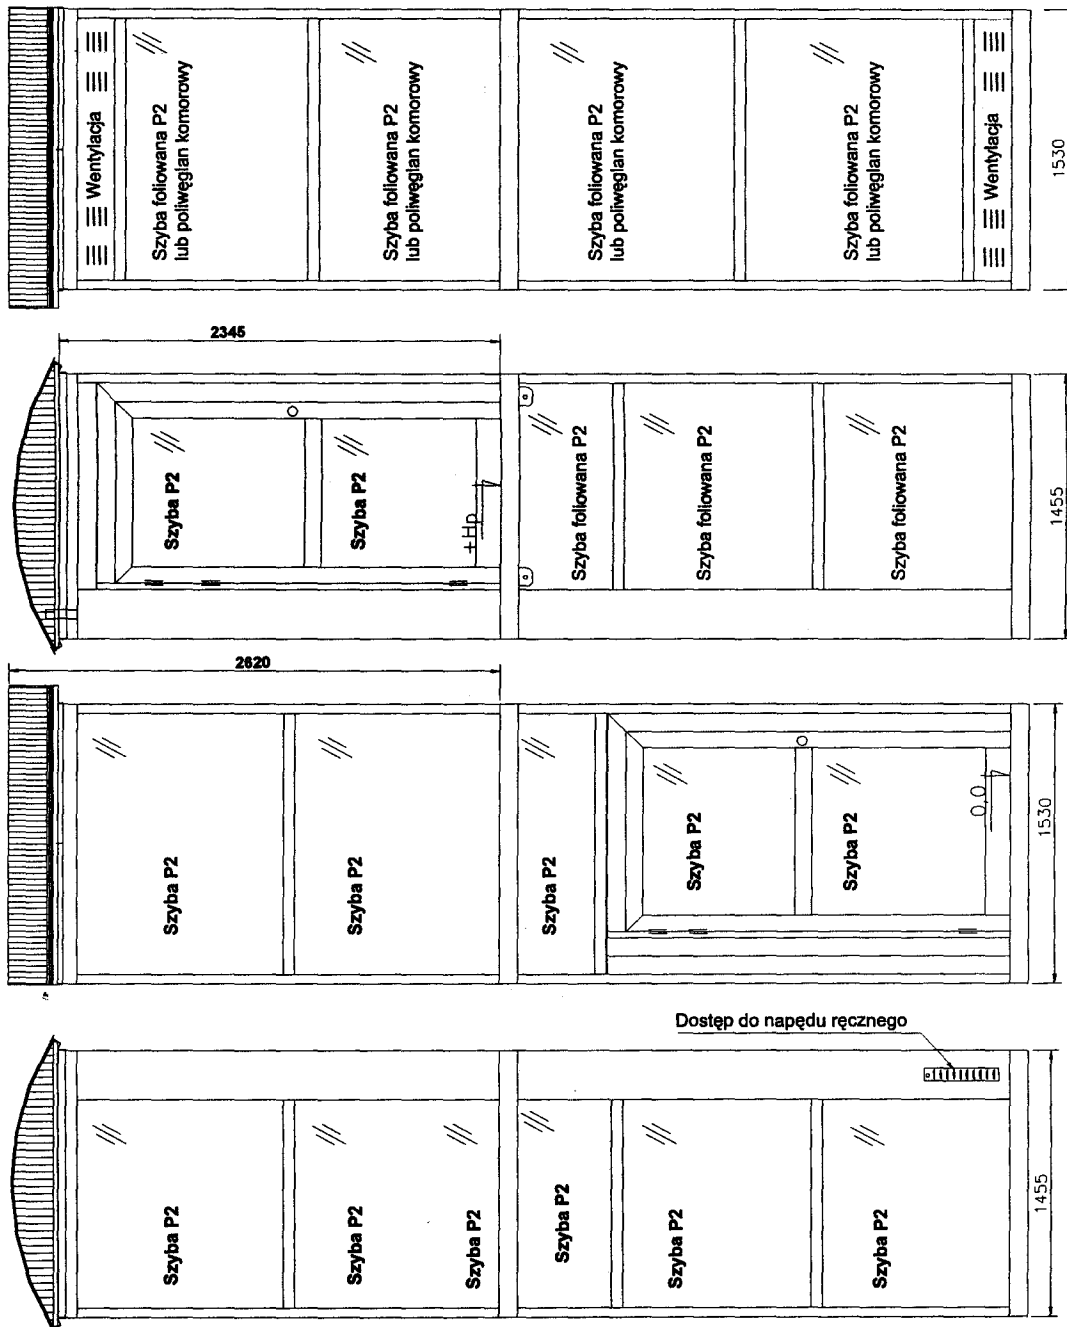 Wentylacja
Szyba foliowana P2
lub poliwęglan komorowy
Szyba foliowana P2
lub poliwęglan komorowy
Szyba foliowana P2
lub poliwęglan komorowy
Szyba foliowana P2
lub poliwęglan komorowy
Wentylacja
1530
2345
Szyba P2
Szyba P2
+Hp
Szyba foliowana P2
Szyba foliowana P2
Szyba foliowana P2
1455
2620
Szyba P2
Szyba P2
Szyba P2
Szyba P2
Szyba P2
0,0
1530
Dostęp do napędu ręcznego
Szyba P2
Szyba P2
Szyba P2
Szyba P2
Szyba P2
Szyba P2
1455